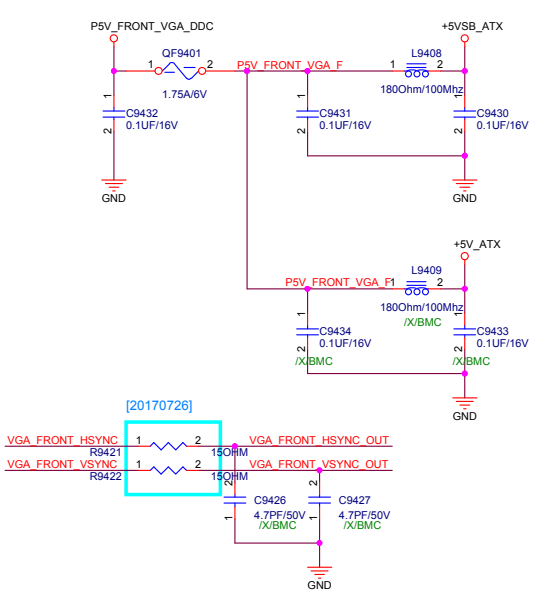 P5V_FRONT_VGA_DDC
+5VSB_ATX
QF9401
L9408
1 2
P5V_FRONT_VGA_F
1 2
1.75A/6V
180Ohm/100Mhz
1
C9432
2
0.1UF/16V
1
C9431
2
0.1UF/16V
1
C9430
2
0.1UF/16V
GND
GND
+5V_ATX
L9409
P5V_FRONT_VGA_F
1 2
180Ohm/100Mhz
/X/BMC
1
C9434
2
0.1UF/16V
/X/BMC
1
C9433
2
0.1UF/16V
/X/BMC
GND
[20170726]
VGA_FRONT_HSYNC
1 2
VGA_FRONT_HSYNC_OUT
R9421
15OHM
VGA_FRONT_VSYNC
1 2
VGA_FRONT_VSYNC_OUT
R9422
15OHM
2
C9426
1
4.7PF/50V
/X/BMC
2
C9427
1
4.7PF/50V
/X/BMC
GND